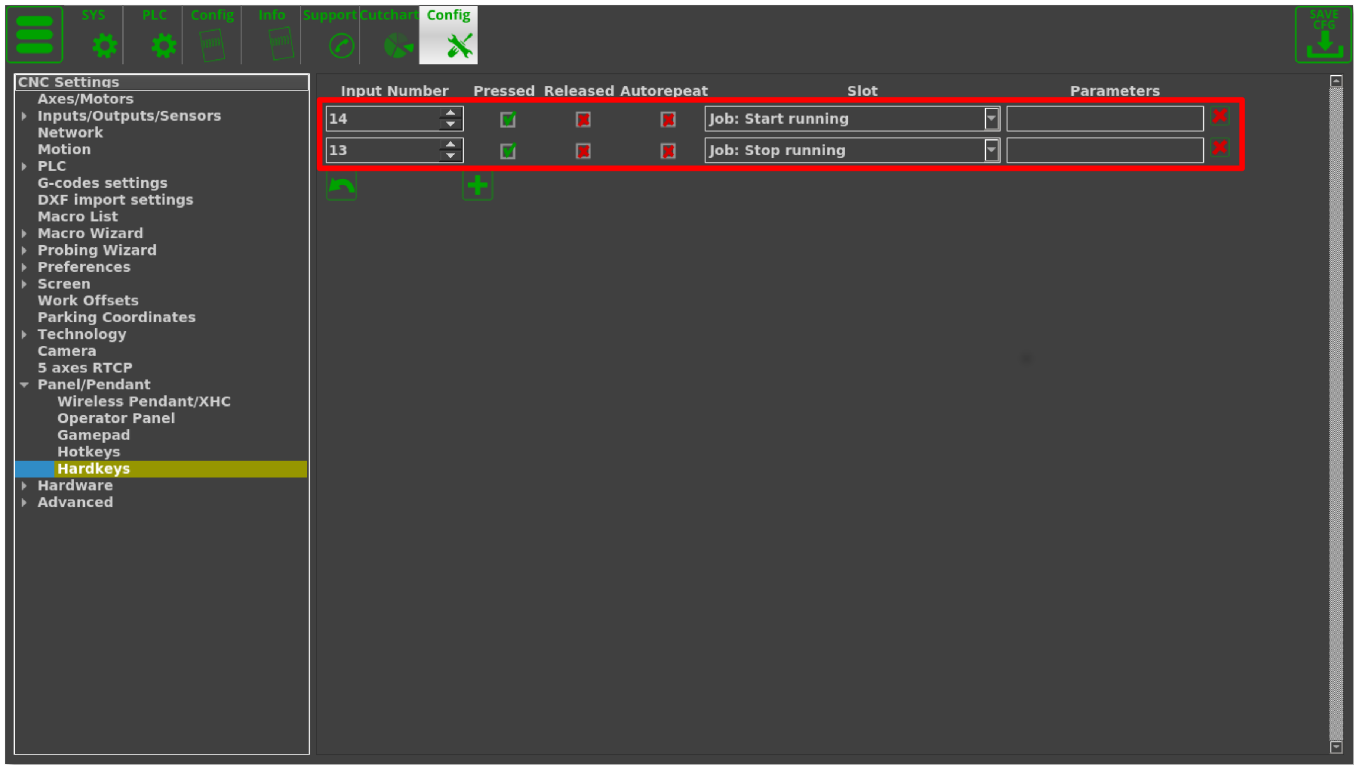 SYS PLC Config Info Support Cutchart Config SAVE CFG
CNC Settings
Axes/Motors
Inputs/Outputs/Sensors
Network
Motion
PLC
G-codes settings
DXF import settings
Macro List
Macro Wizard
Probing Wizard
Preferences
Screen
Work Offsets
Parking Coordinates
Technology
Camera
5 axes RTCP
Panel/Pendant
Wireless Pendant/XHC
Operator Panel
Gamepad
Hotkeys
Hardkeys
Hardware
Advanced
Input Number Pressed Released Autorepeat Slot Parameters
14 Job: Start running
13 Job: Stop running